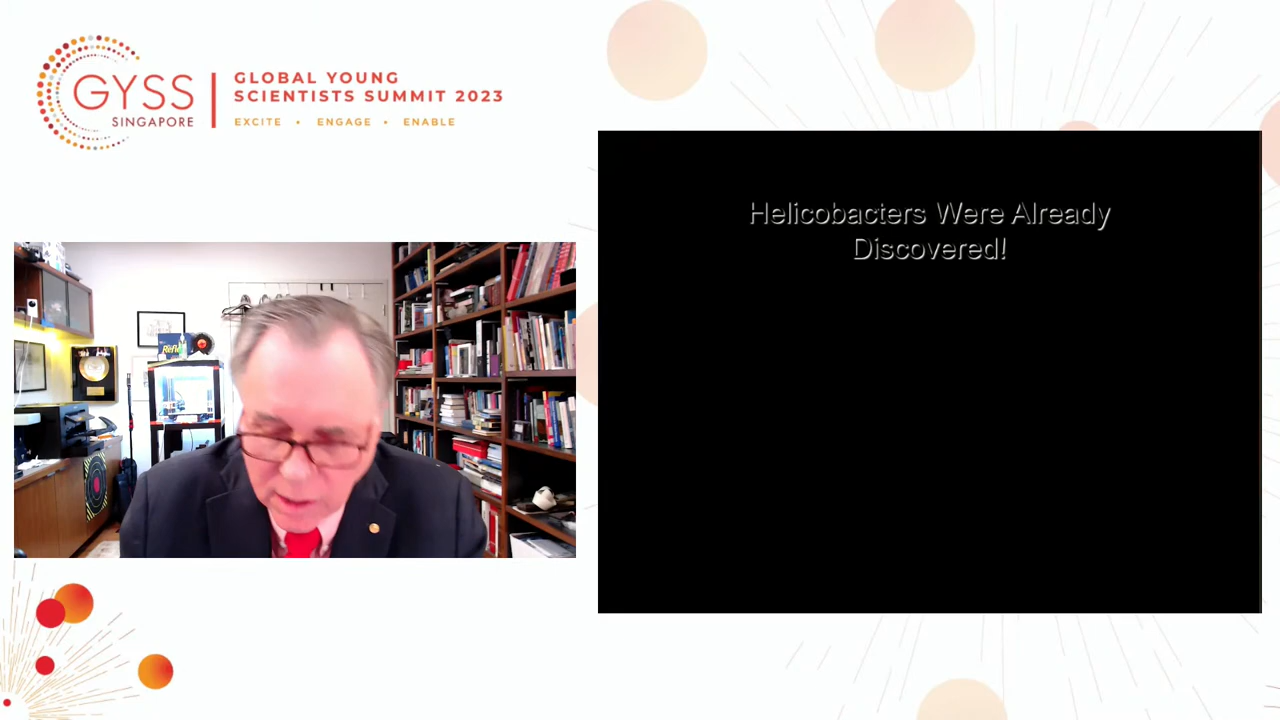 GYSS
SINGAPORE
GLOBAL YOUNG
SCIENTISTS SUMMIT 2023
EXCITE • ENGAGE • ENABLE
Helicobacters Were Already
Discovered!